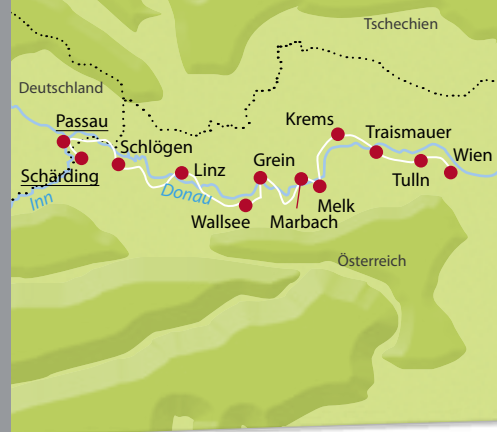 Tschechien
Deutschland
Passau
Krems
Traismauer
Schlögen
Grein
Wien
Schärding
Linz
Tulln
Inn
Donau
Melk
Wallsee
Marbach
Österreich